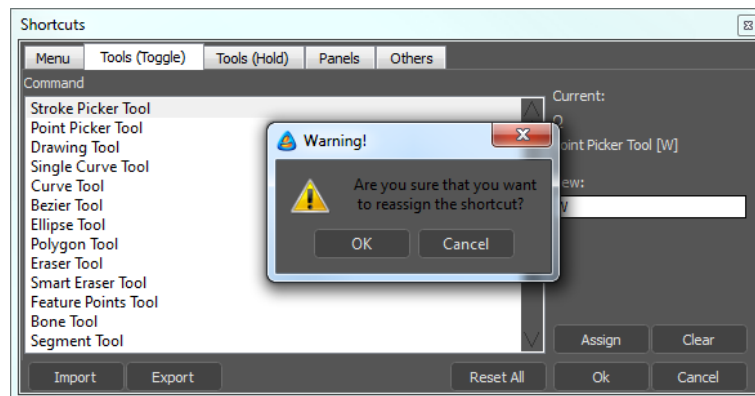 Shortcuts
Menu
Tools (Toggle)
Tools (Hold)
Panels
Others
Command
Stroke Picker Tool
Point Picker Tool
Drawing Tool
Single Curve Tool
Curve Tool
Bezier Tool
Ellipse Tool
Polygon Tool
Eraser Tool
Smart Eraser Tool
Feature Points Tool
Bone Tool
Segment Tool
Warning!
Are you sure that you want
to reassign the shortcut?
OK
Cancel
Current:
Picker Tool [W]
Assign
Clear
Import
Export
Reset All
Ok
Cancel